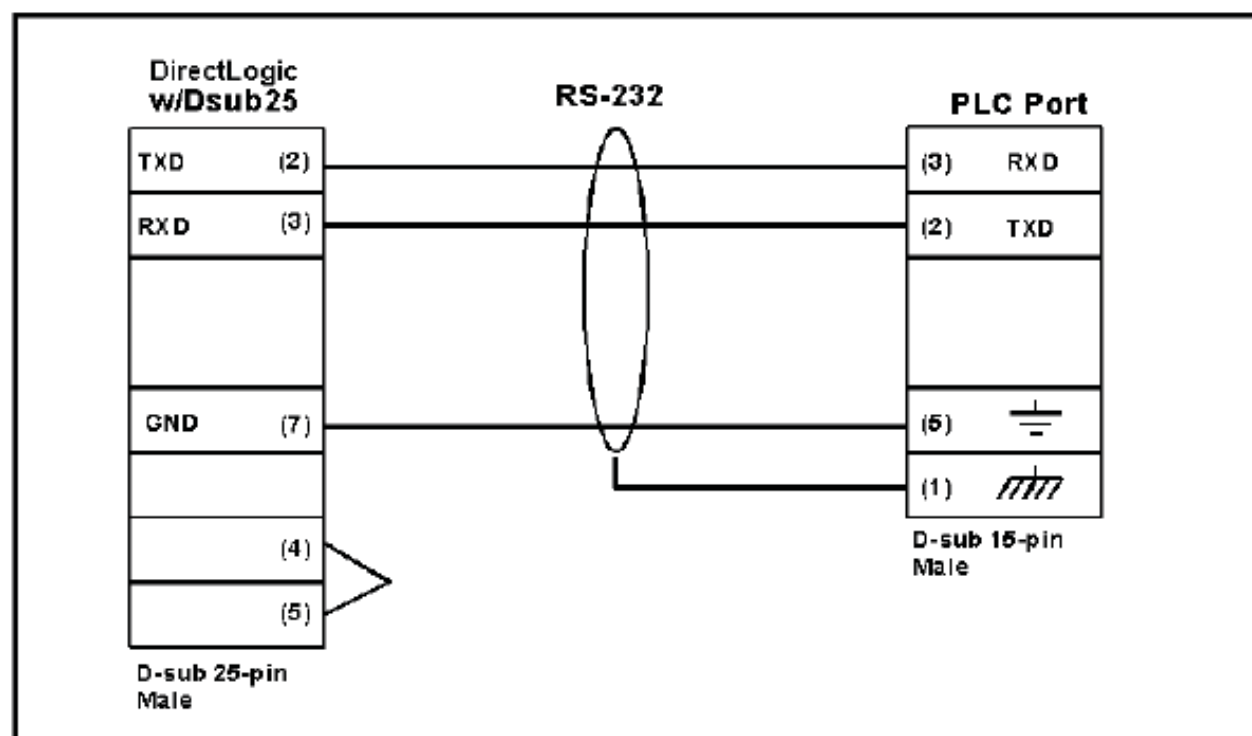 DirectLogic
w/Dsub25
RS-232
PLC Port
TXD (2)
(3) RXD
RXD (3)
(2) TXD
GND (7)
(5)
(1)
(4)
(5)
D-sub 15-pin
Male
D-sub 25-pin
Male